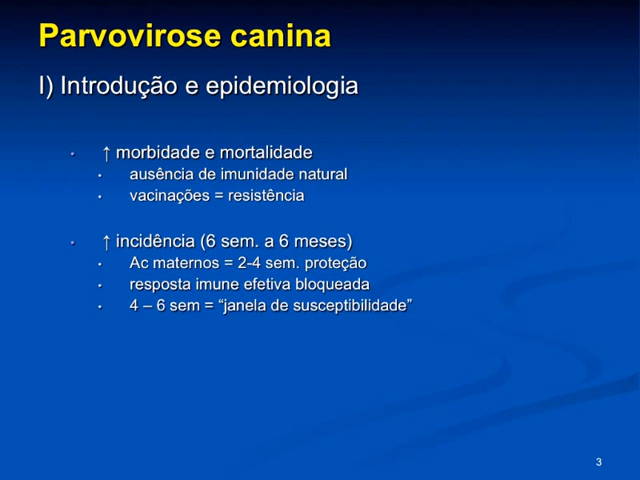 Parvovirose canina
I) Introdução e epidemiologia
• ↑ morbidade e mortalidade
• ausência de imunidade natural
• vacinações = resistência
• ↑ incidência (6 sem. a 6 meses)
• Ac maternos = 2-4 sem. proteção
• resposta imune efetiva bloqueada
• 4 – 6 sem = “janela de susceptibilidade”
3